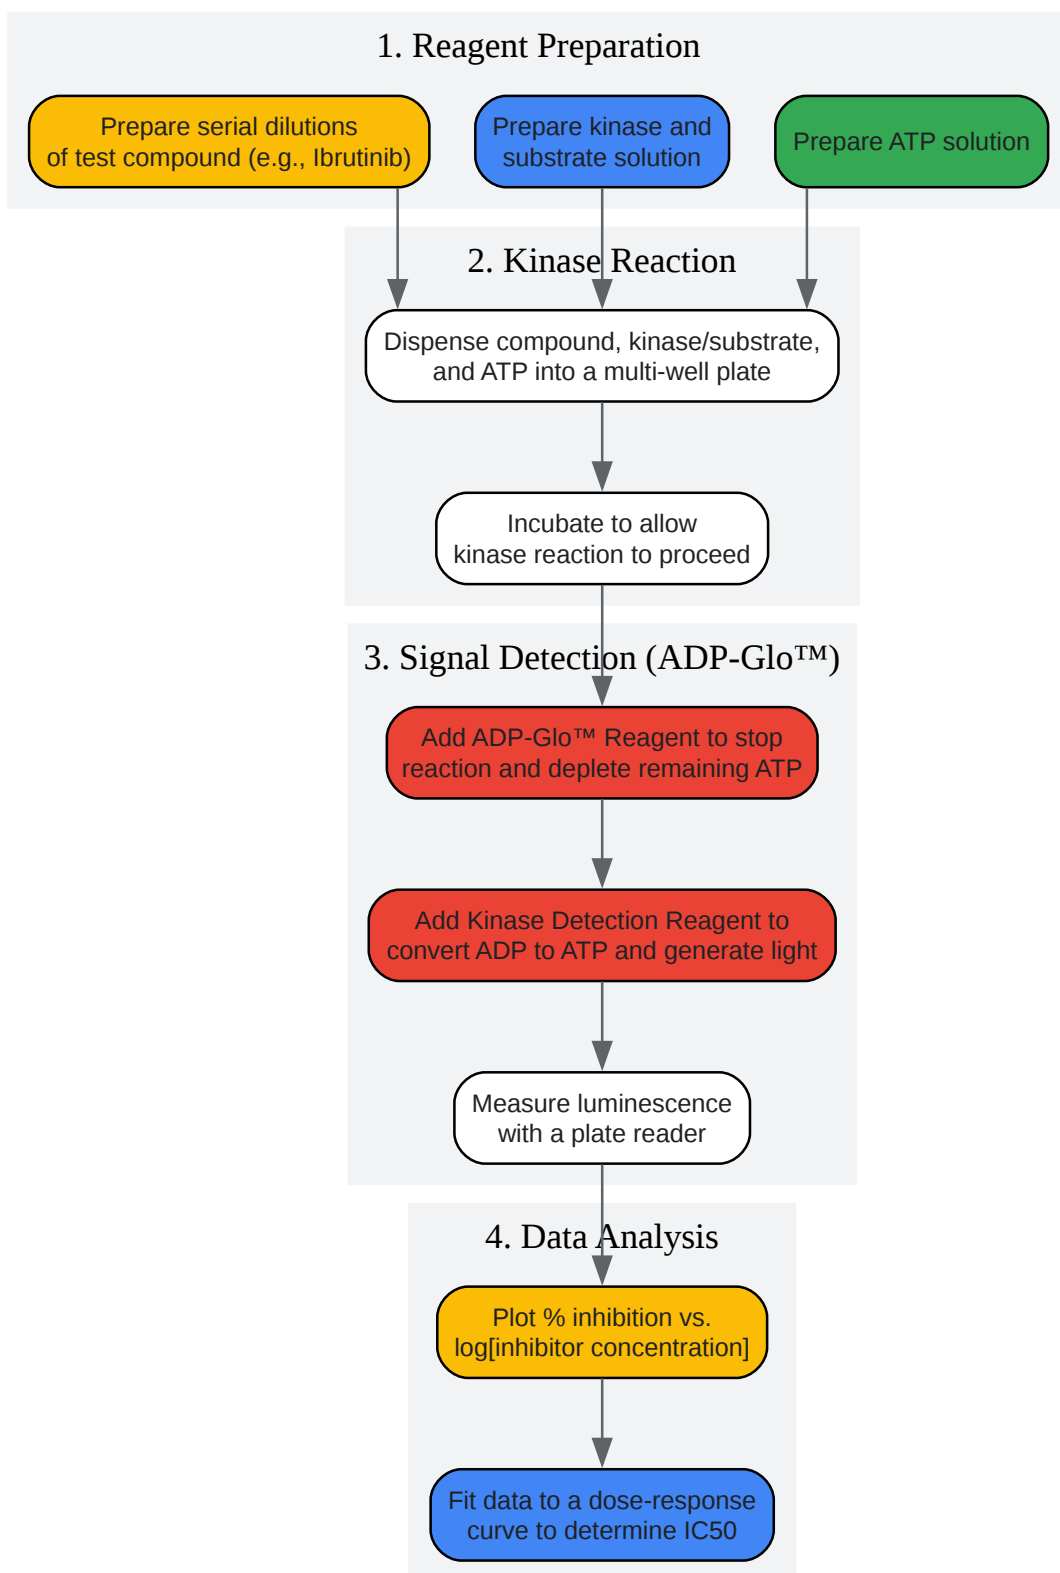 1. Reagent Preparation
Prepare serial dilutions
of test compound (e.g., Ibrutinib)
Prepare kinase and
substrate solution
Prepare ATP solution
2. Kinase Reaction
Dispense compound, kinase/substrate,
and ATP into a multi-well plate
Incubate to allow
kinase reaction to proceed
3. Signal Detection (ADP-Glo™)
Add ADP-Glo™ Reagent to stop
reaction and deplete remaining ATP
Add Kinase Detection Reagent to
convert ADP to ATP and generate light
Measure luminescence
with a plate reader
4. Data Analysis
Plot % inhibition vs.
log[inhibitor concentration]
Fit data to a dose-response
curve to determine IC50